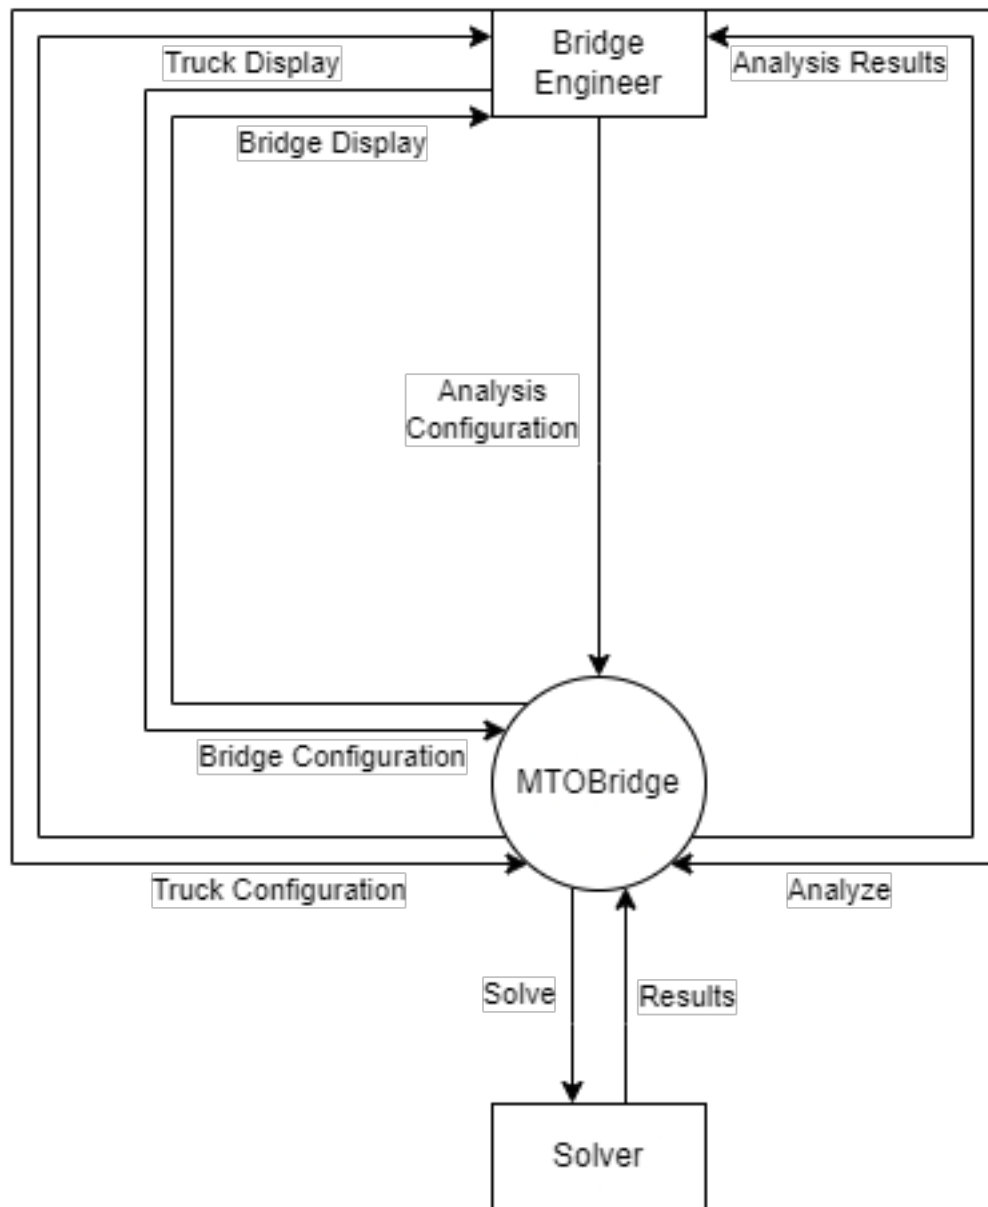 Bridge
Engineer
Truck Display
Analysis Results
Bridge Display
Analysis
Configuration
Bridge Configuration
MTOBridge
Truck Configuration
Analyze
Solve
Results
Solver